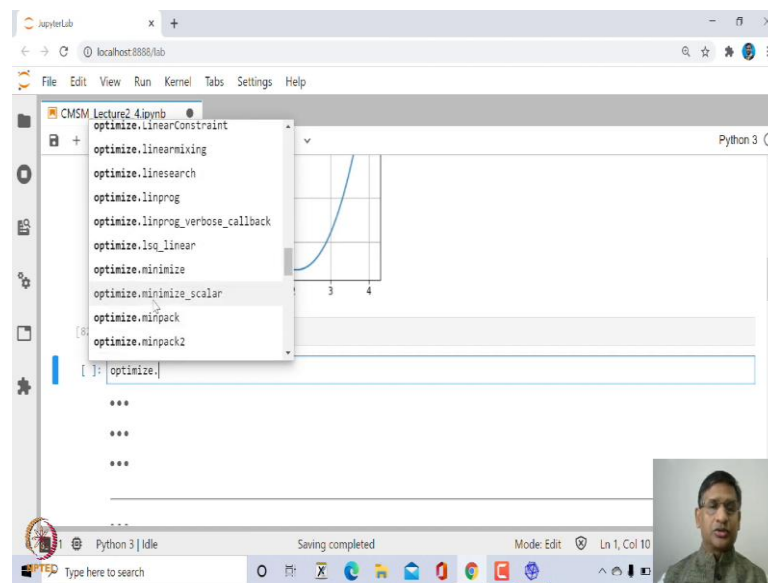 JupyterLab
localhost:8888/lab
File Edit View Run Kernel Tabs Settings Help
CMSM_Lecture2_4.ipynb
Python 3
optimize.LinearConstraint
optimize.linearmixing
optimize.linesearch
optimize.linprog
optimize.linprog_verbose_callback
optimize.lsq_linear
optimize.minimize
optimize.minimize_scalar
optimize.minpack
optimize.minpack2
3 4
[ ]: optimize.
Python 3 | Idle Saving completed Mode: Edit Ln 1, Col 10
Type here to search